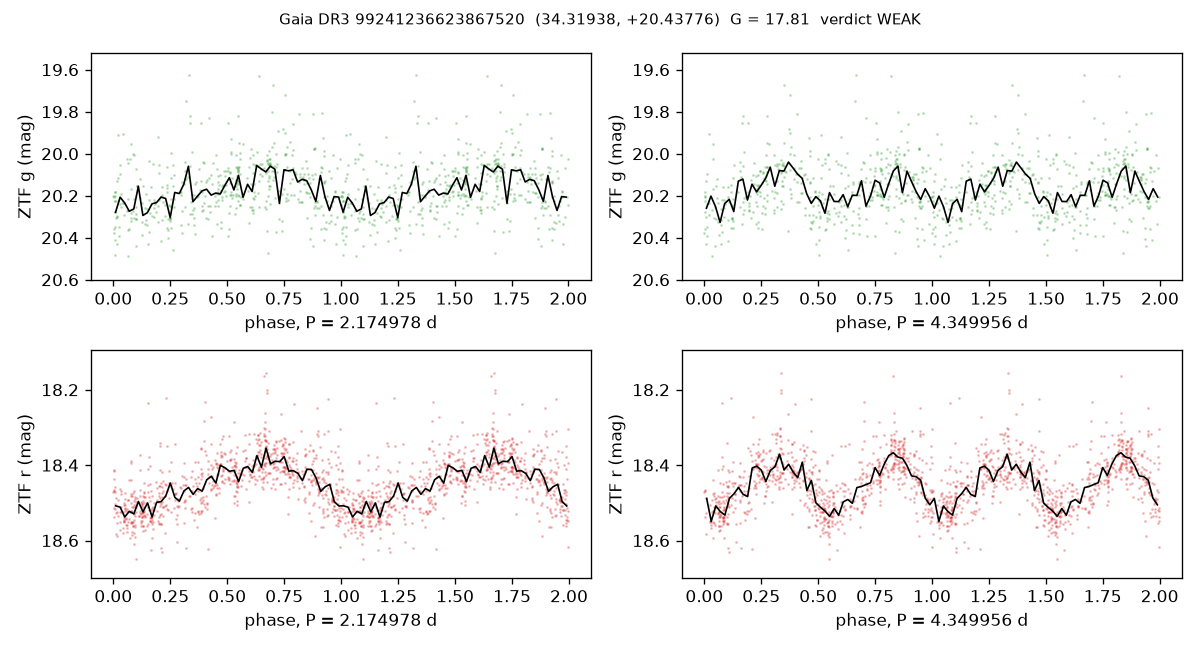 Gaia DR3 99241236623867520 (34.31938, +20.43776) G = 17.81 verdict WEAK
ZTF g (mag)
19.6
19.8
20.0
20.2
20.4
20.6
0.00 0.25 0.50 0.75 1.00 1.25 1.50 1.75 2.00
phase, P = 2.174978 d
ZTF g (mag)
19.6
19.8
20.0
20.2
20.4
20.6
0.00 0.25 0.50 0.75 1.00 1.25 1.50 1.75 2.00
phase, P = 4.349956 d
ZTF r (mag)
18.2
18.4
18.6
0.00 0.25 0.50 0.75 1.00 1.25 1.50 1.75 2.00
phase, P = 2.174978 d
ZTF r (mag)
18.2
18.4
18.6
0.00 0.25 0.50 0.75 1.00 1.25 1.50 1.75 2.00
phase, P = 4.349956 d